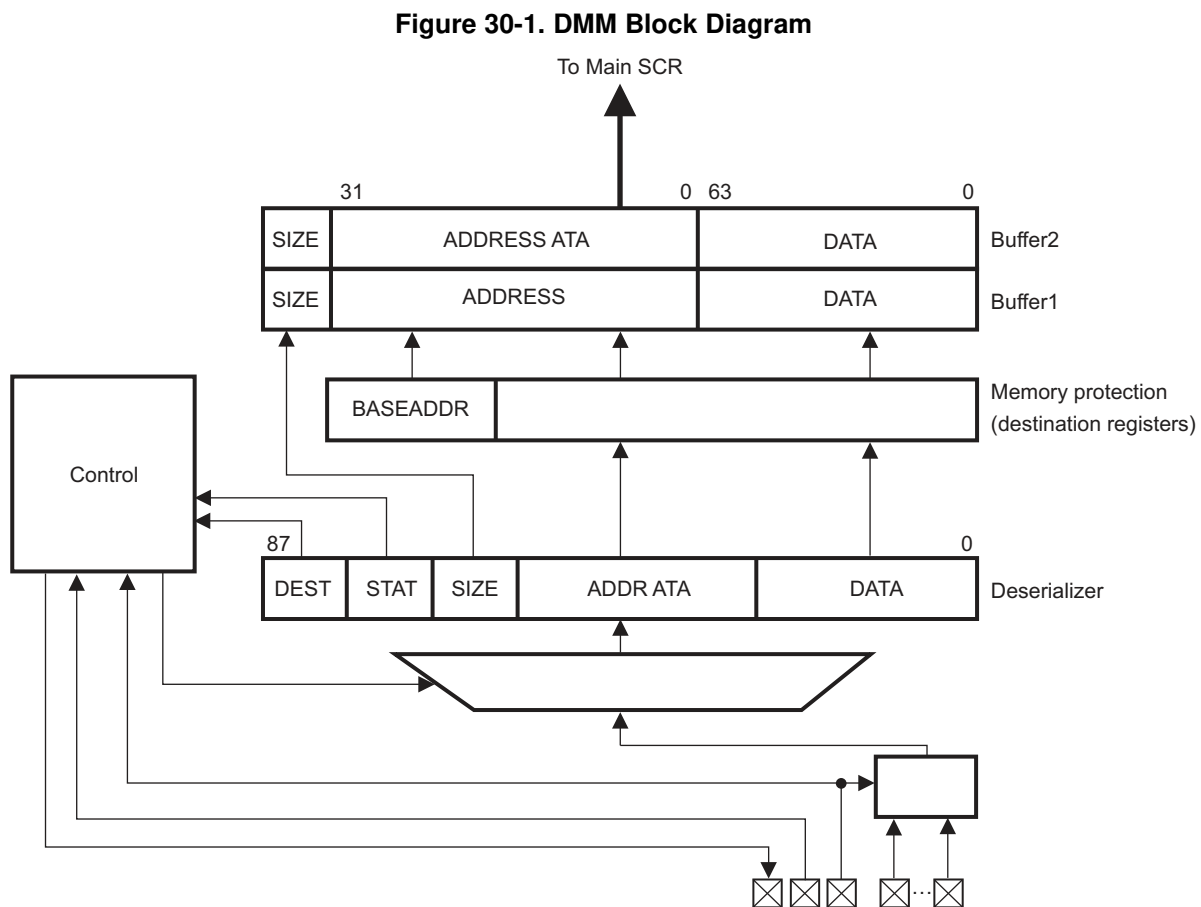 Figure 30-1. DMM Block Diagram
To Main SCR
31 0 63 0
SIZE ADDRESS ATA DATA Buffer2
SIZE ADDRESS DATA Buffer1
BASEADDR Memory protection
(destination registers)
Control
87 0
DEST STAT SIZE ADDR ATA DATA Deserializer
...